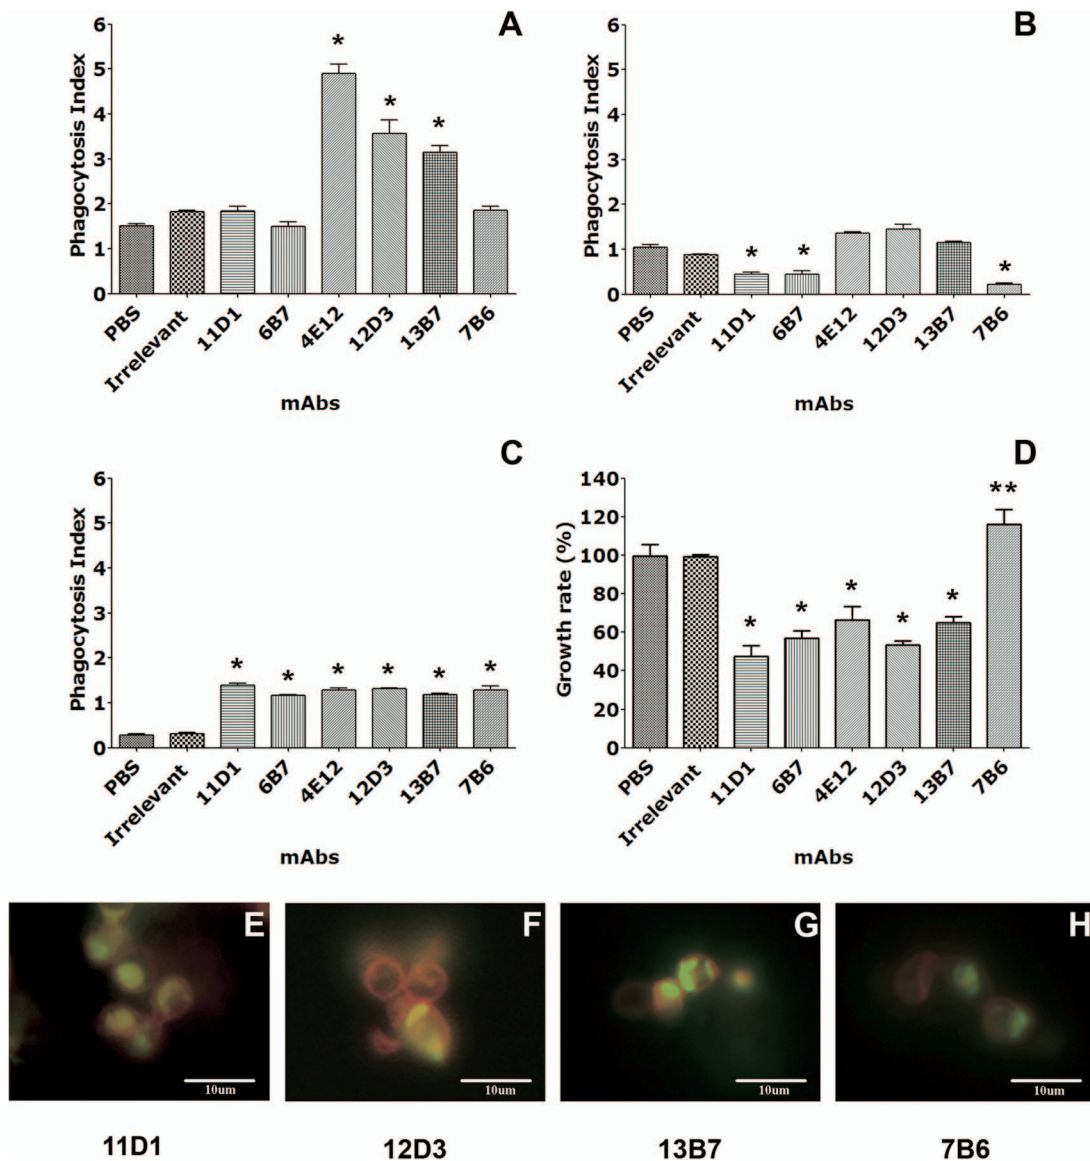 A
Phagocytosis Index
6
5
4
3
2
1
0
*
*
*
PBS
Irrelevant
11D1
6B7
4E12
12D3
13B7
7B6
mAbs
B
Phagocytosis Index
6
5
4
3
2
1
0
*
*
*
PBS
Irrelevant
11D1
6B7
4E12
12D3
13B7
7B6
mAbs
C
Phagocytosis Index
6
5
4
3
2
1
0
*
*
*
*
*
*
PBS
Irrelevant
11D1
6B7
4E12
12D3
13B7
7B6
mAbs
D
Growth rate (%)
140
120
100
80
60
40
20
0
*
*
*
*
*
**
PBS
Irrelevant
11D1
6B7
4E12
12D3
13B7
7B6
mAbs
E
10um
F
10um
G
10um
H
10um
11D1
12D3
13B7
7B6